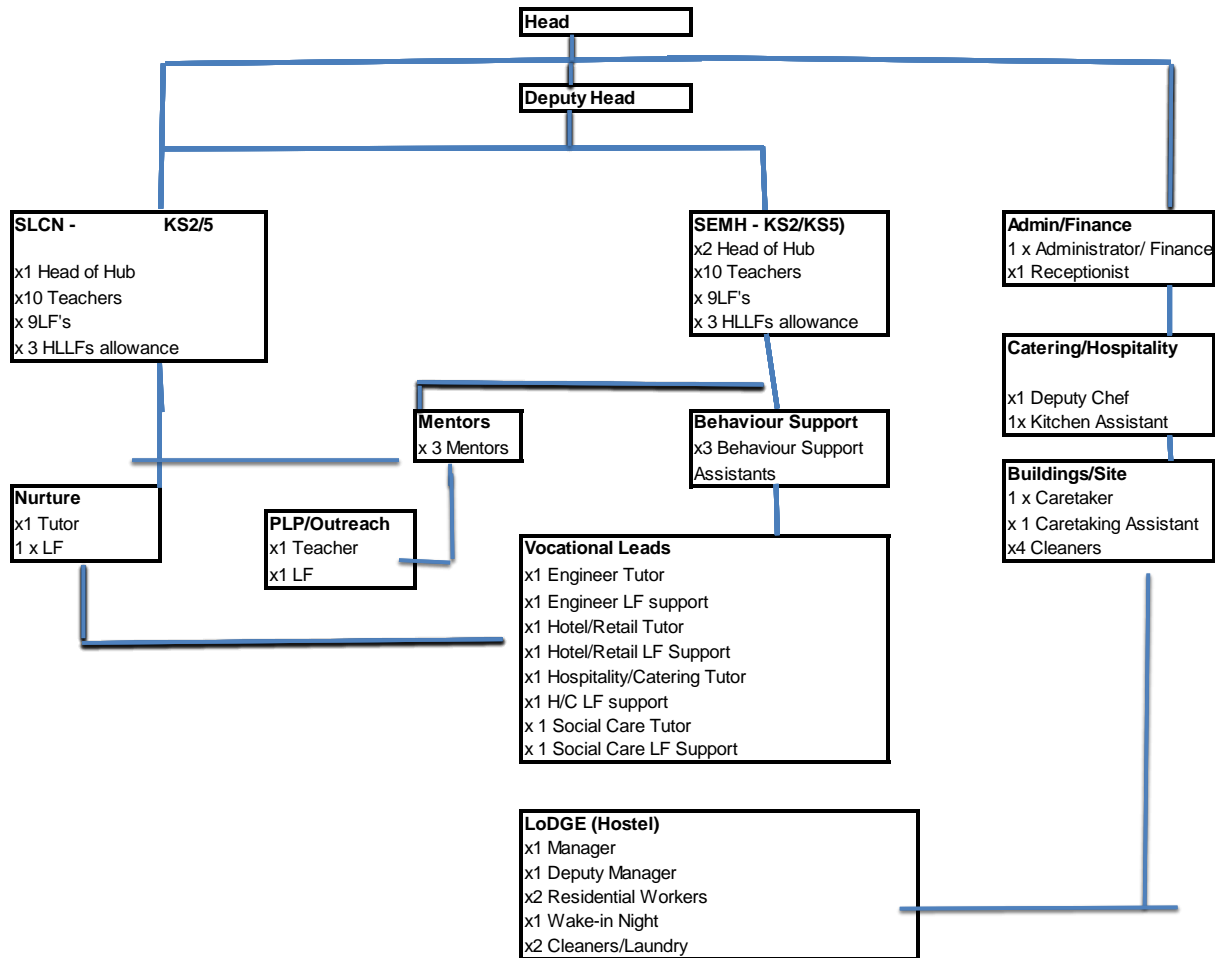 Head
Deputy Head
SLCN - KS2/5
x1 Head of Hub
x10 Teachers
x 9LF's
x 3 HLLFs allowance
SEMH - KS2/KS5)
x2 Head of Hub
x10 Teachers
x 9LF's
x 3 HLLFs allowance
Admin/Finance
1 x Administrator/ Finance
x1 Receptionist
Catering/Hospitality
x1 Deputy Chef
1x Kitchen Assistant
Mentors
x 3 Mentors
Behaviour Support
x3 Behaviour Support
Assistants
Buildings/Site
1 x Caretaker
x 1 Caretaking Assistant
x4 Cleaners
Nurture
x1 Tutor
1 x LF
PLP/Outreach
x1 Teacher
x1 LF
Vocational Leads
x1 Engineer Tutor
x1 Engineer LF support
x1 Hotel/Retail Tutor
x1 Hotel/Retail LF Support
x1 Hospitality/Catering Tutor
x1 H/C LF support
x 1 Social Care Tutor
x 1 Social Care LF Support
LoDGE (Hostel)
x1 Manager
x1 Deputy Manager
x2 Residential Workers
x1 Wake-in Night
x2 Cleaners/Laundry